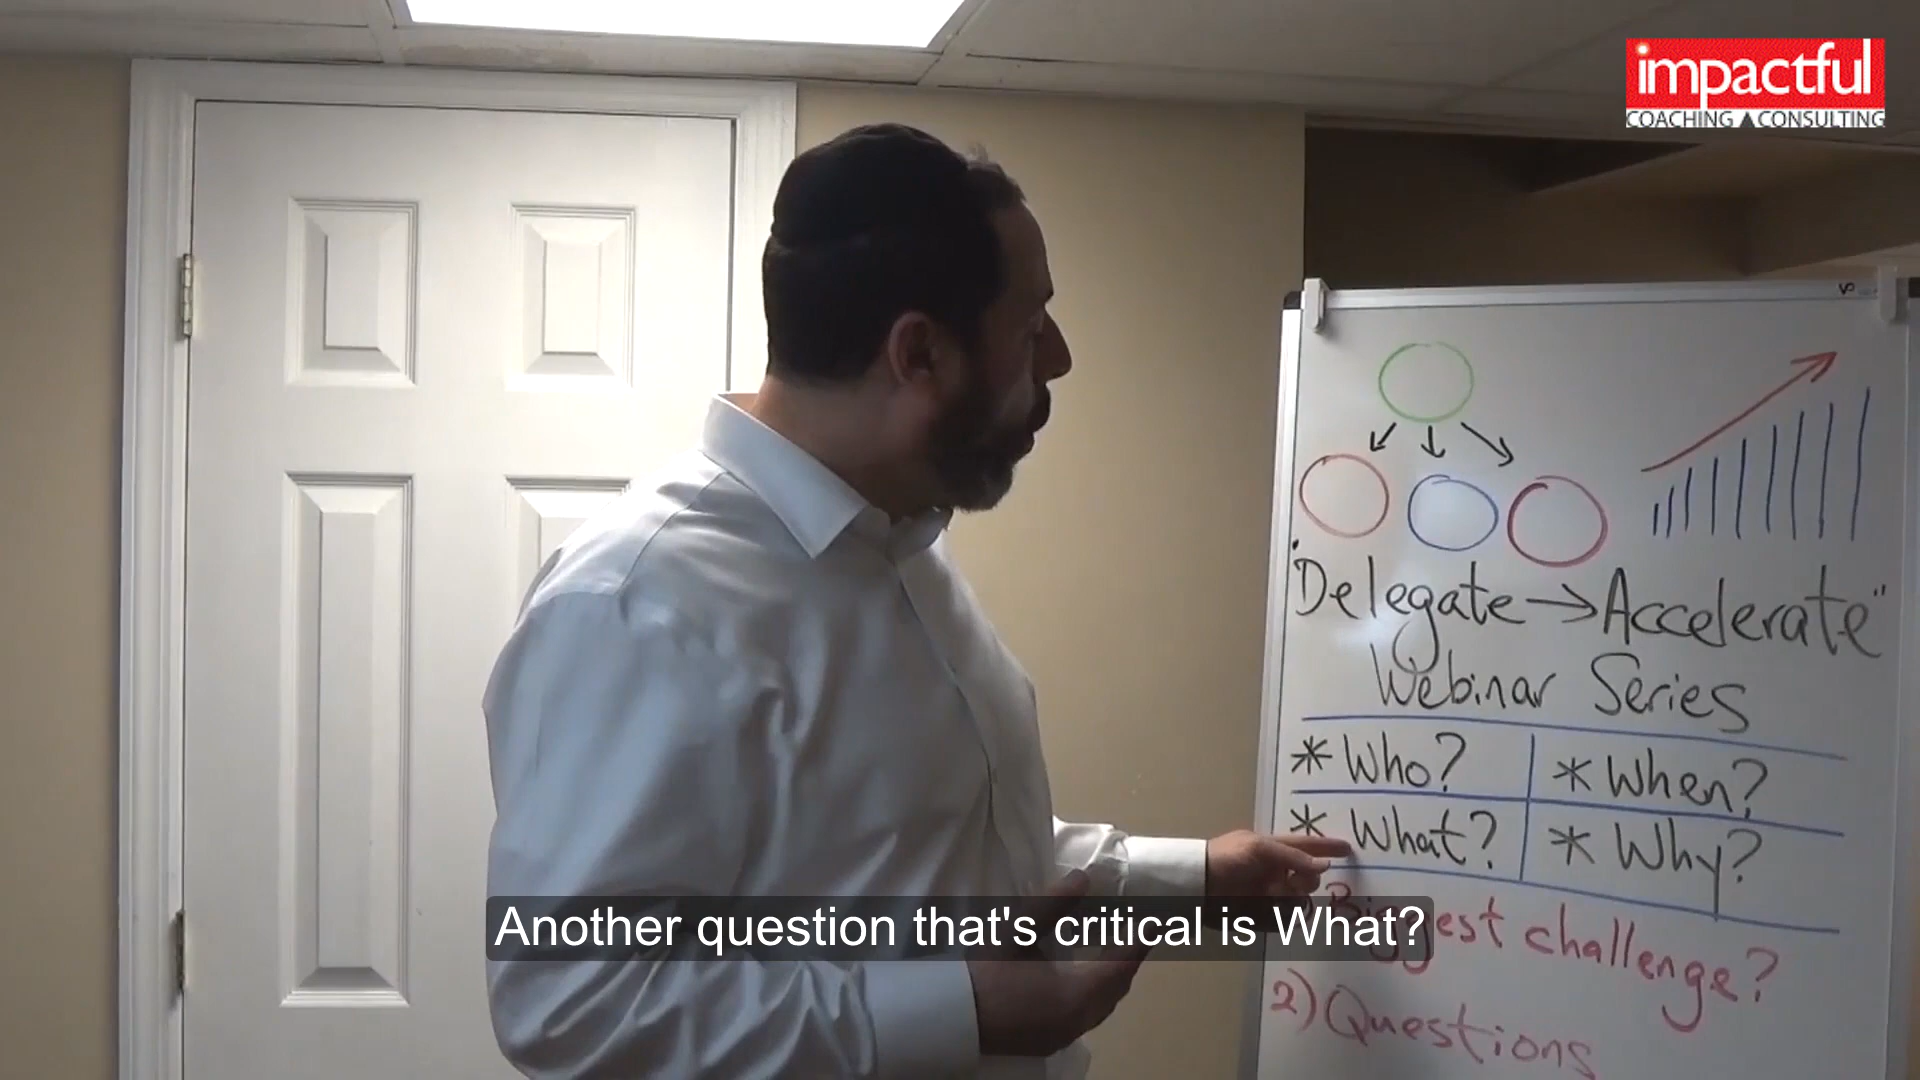 impactful
COACHING CONSULTING
"Delegate → Accelerate"
Webinar Series
* Who? * When?
* What? * Why?
Biggest challenge?
2) Questions
Another question that's critical is What?